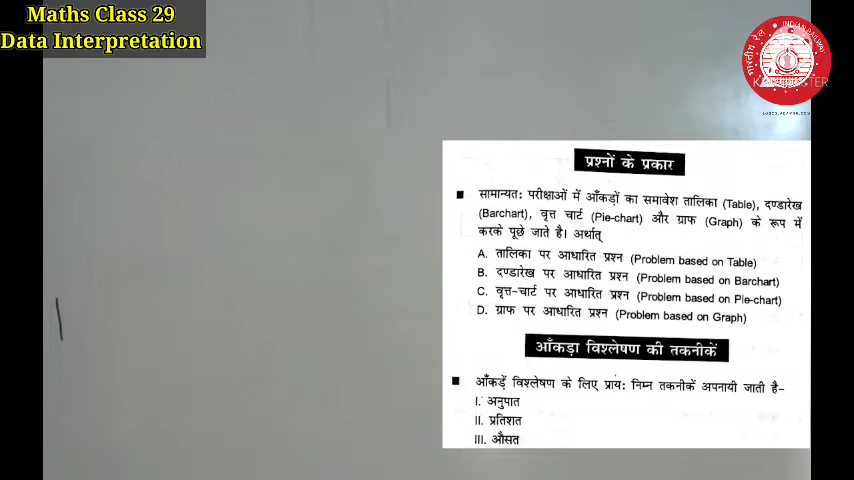 Maths Class 29
Data Interpretation
भारतीय रेल
INDIAN RAILWAY
प्रश्नों के प्रकार
■ सामान्यत: परीक्षाओं में आँकड़ों का समावेश तालिका (Table), दण्डारेख
(Barchart), वृत्त चार्ट (Pie-chart) और ग्राफ (Graph) के रूप में
करके पूछे जाते है। अर्थात्
A. तालिका पर आधारित प्रश्न (Problem based on Table)
B. दण्डारेख पर आधारित प्रश्न (Problem based on Barchart)
C. वृत्त-चार्ट पर आधारित प्रश्न (Problem based on Pie-chart)
D. ग्राफ पर आधारित प्रश्न (Problem based on Graph)
आँकड़ा विश्लेषण की तकनीकें
■ आँकड़ें विश्लेषण के लिए प्राय: निम्न तकनीकें अपनायी जाती है-
I. अनुपात
II. प्रतिशत
III. औसत